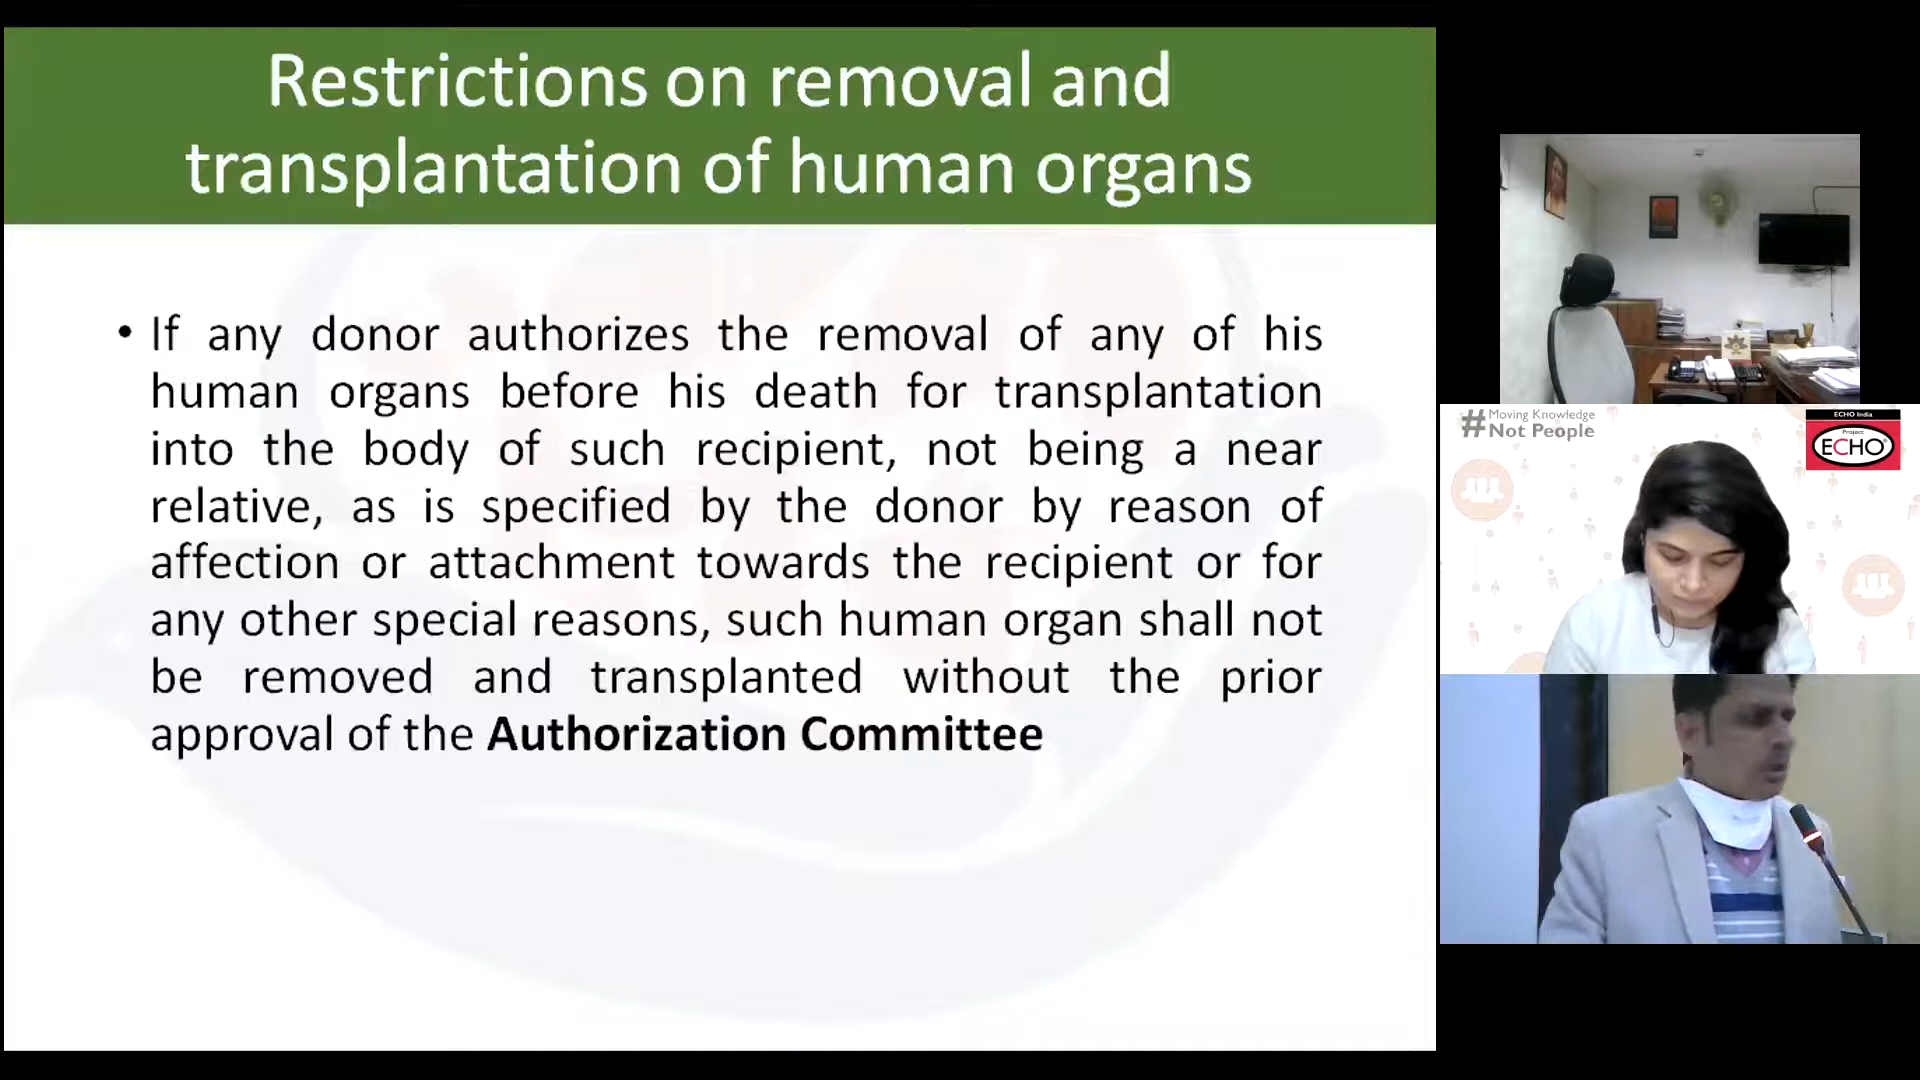 Restrictions on removal and
transplantation of human organs
• If any donor authorizes the removal of any of his
human organs before his death for transplantation
into the body of such recipient, not being a near
relative, as is specified by the donor by reason of
affection or attachment towards the recipient or for
any other special reasons, such human organ shall not
be removed and transplanted without the prior
approval of the Authorization Committee
#Moving Knowledge
Not People
ECHO India
Project
ECHO®